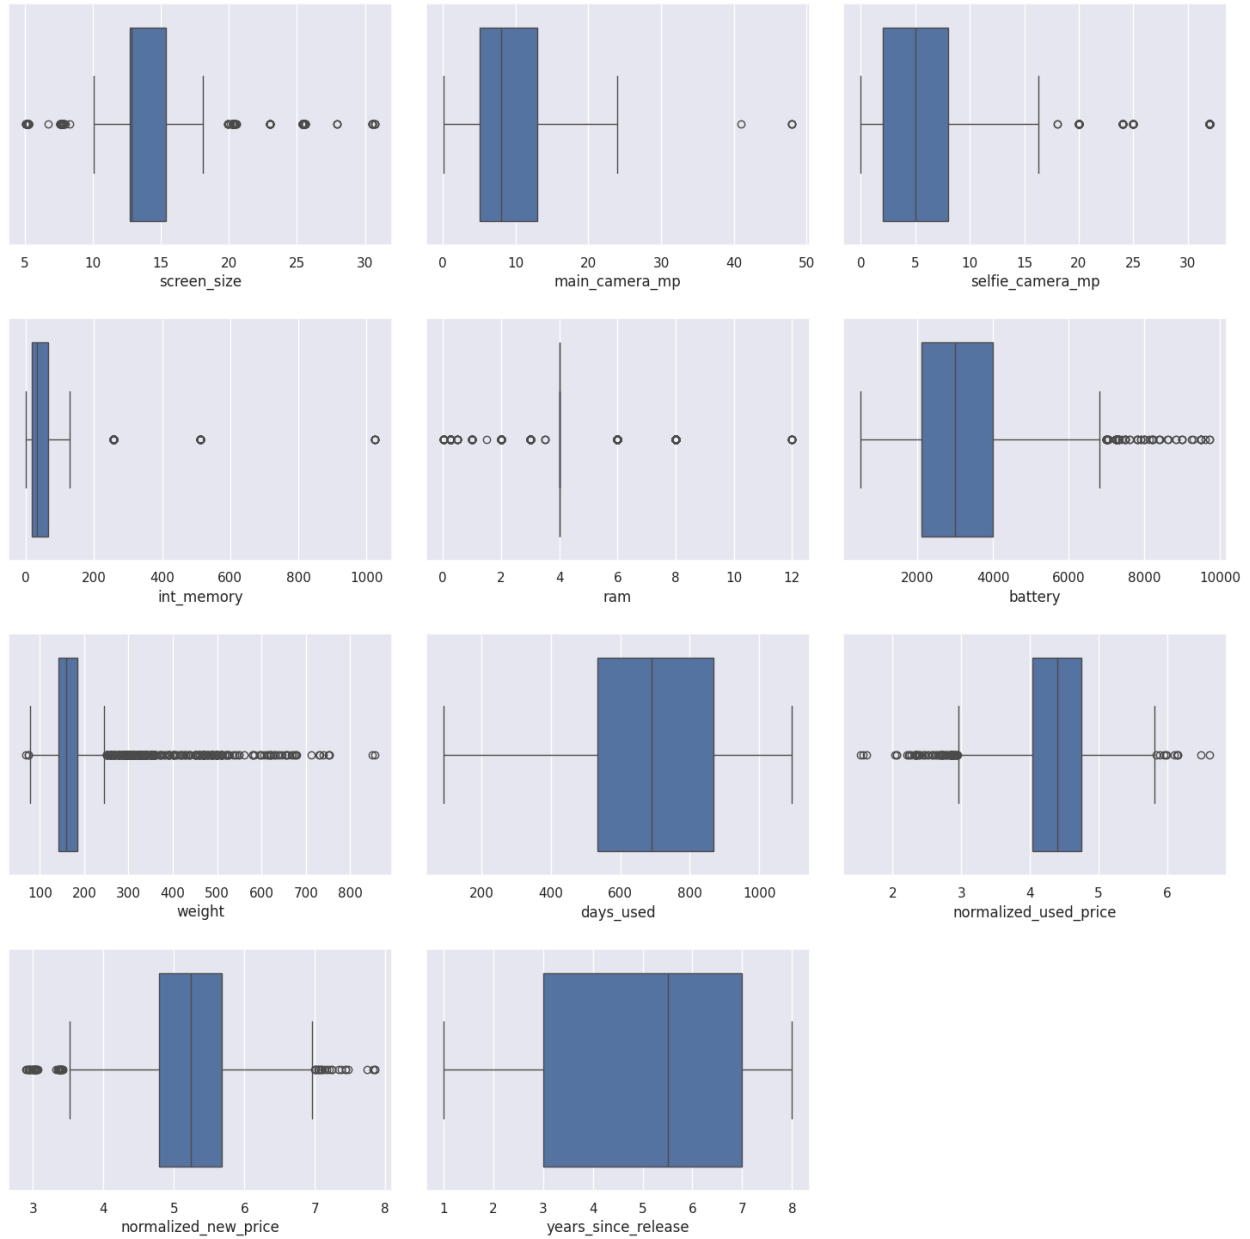 5 10 15 20 25 30
screen_size
0 10 20 30 40 50
main_camera_mp
0 5 10 15 20 25 30
selfie_camera_mp
0 200 400 600 800 1000
int_memory
0 2 4 6 8 10 12
ram
2000 4000 6000 8000 10000
battery
100 200 300 400 500 600 700 800
weight
200 400 600 800 1000
days_used
2 3 4 5 6
normalized_used_price
3 4 5 6 7 8
normalized_new_price
1 2 3 4 5 6 7 8
years_since_release